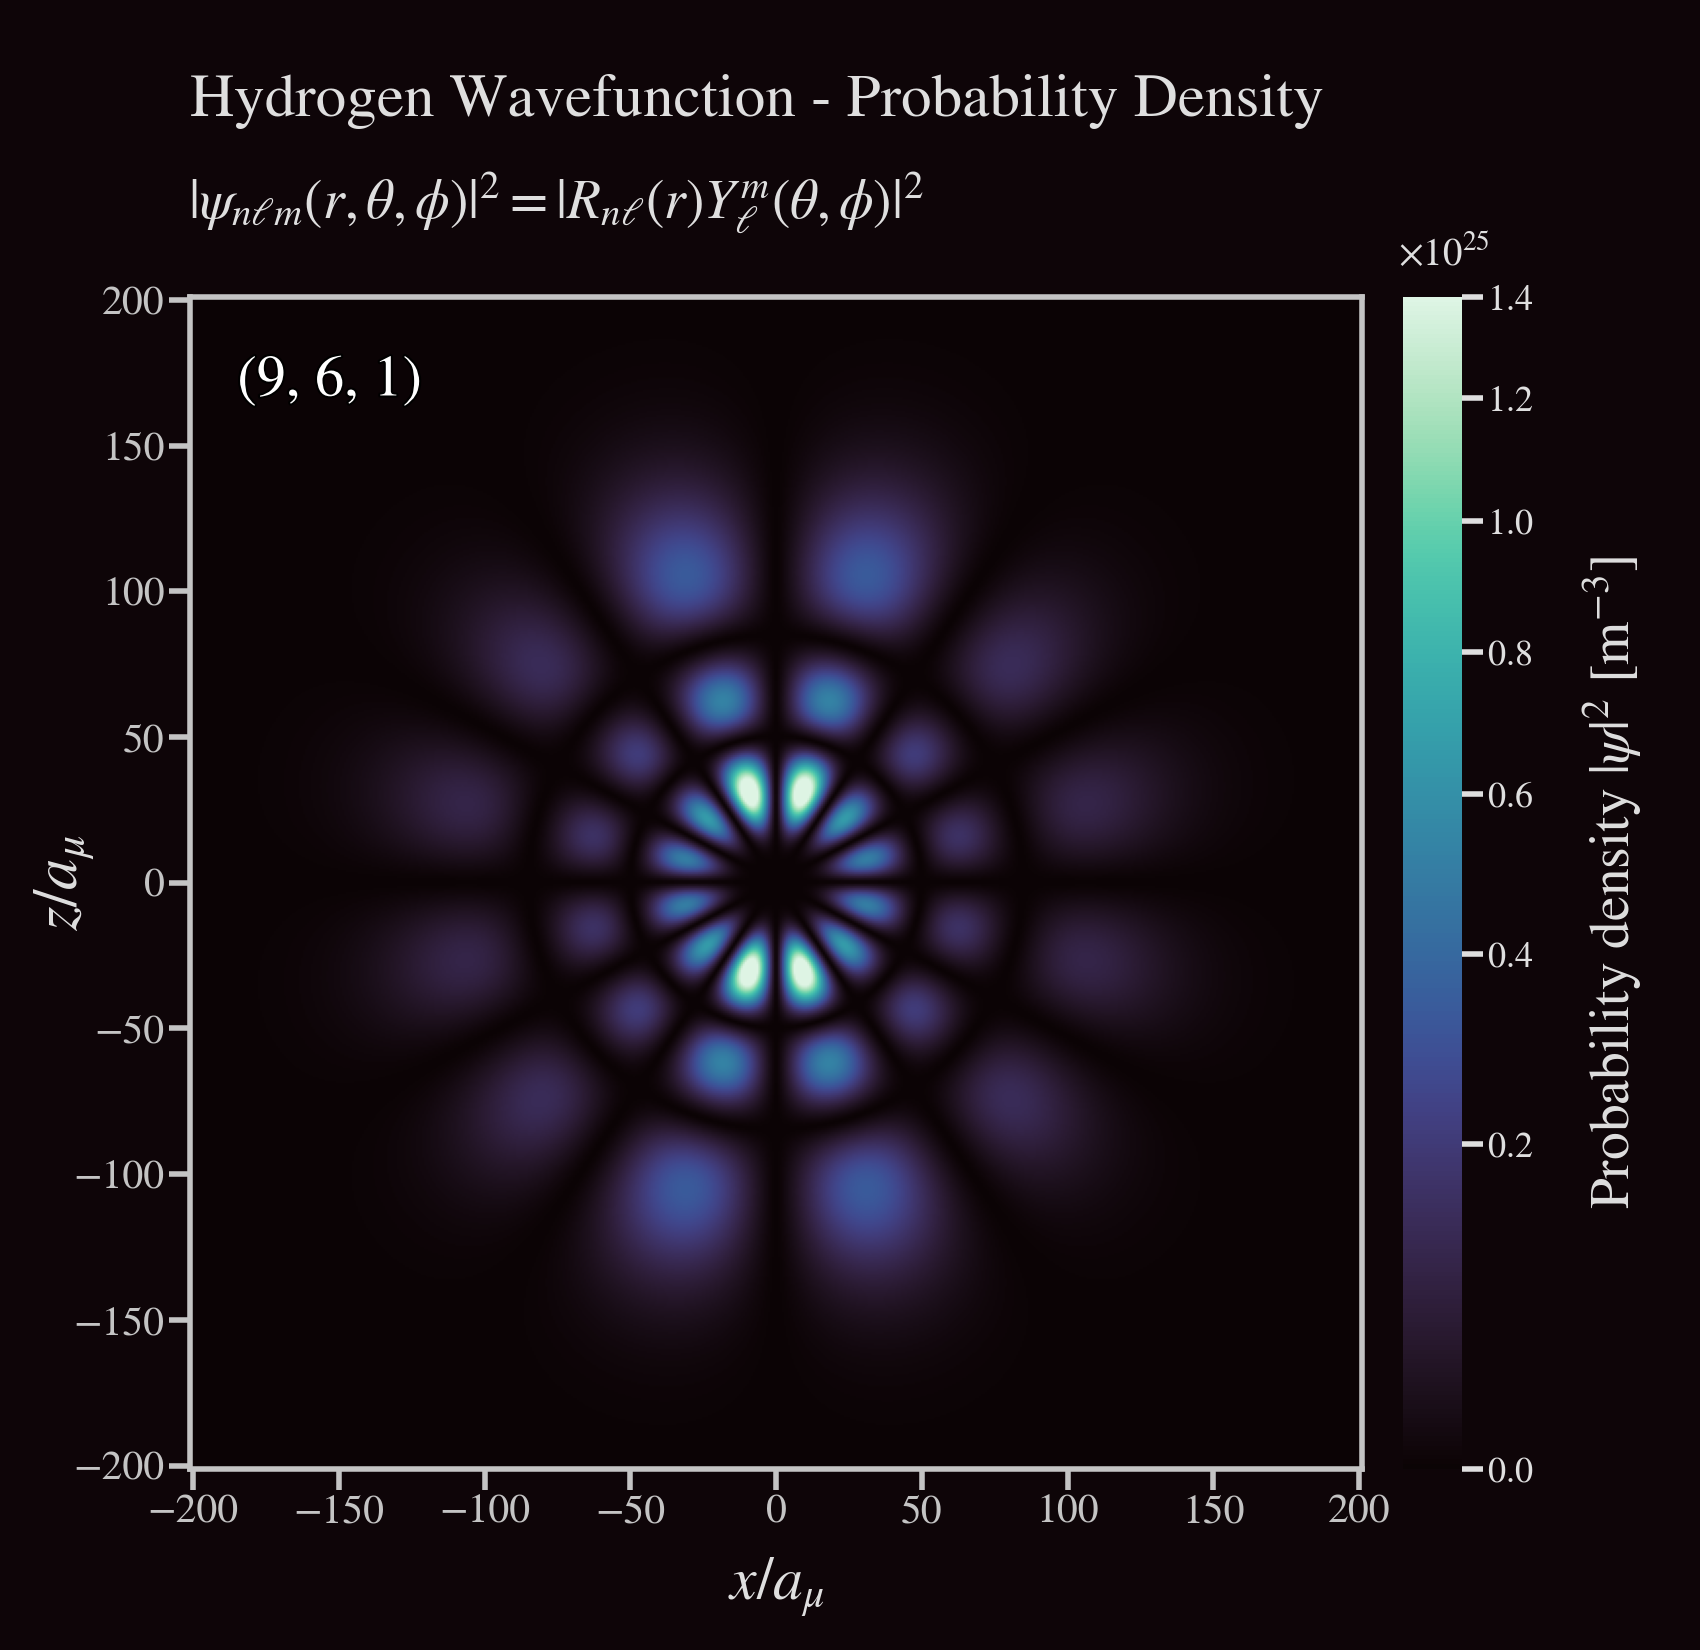 Hydrogen Wavefunction - Probability Density
|ψnℓm(r, θ, ϕ)|² = |Rnℓ(r)Yℓᵐ(θ, ϕ)|²
×10²⁵
(9, 6, 1)
200
150
100
50
0
−50
−100
−150
−200
z/aμ
−200 −150 −100 −50 0 50 100 150 200
x/aμ
1.4
1.2
1.0
0.8
0.6
0.4
0.2
0.0
Probability density |ψ|² [m⁻³]